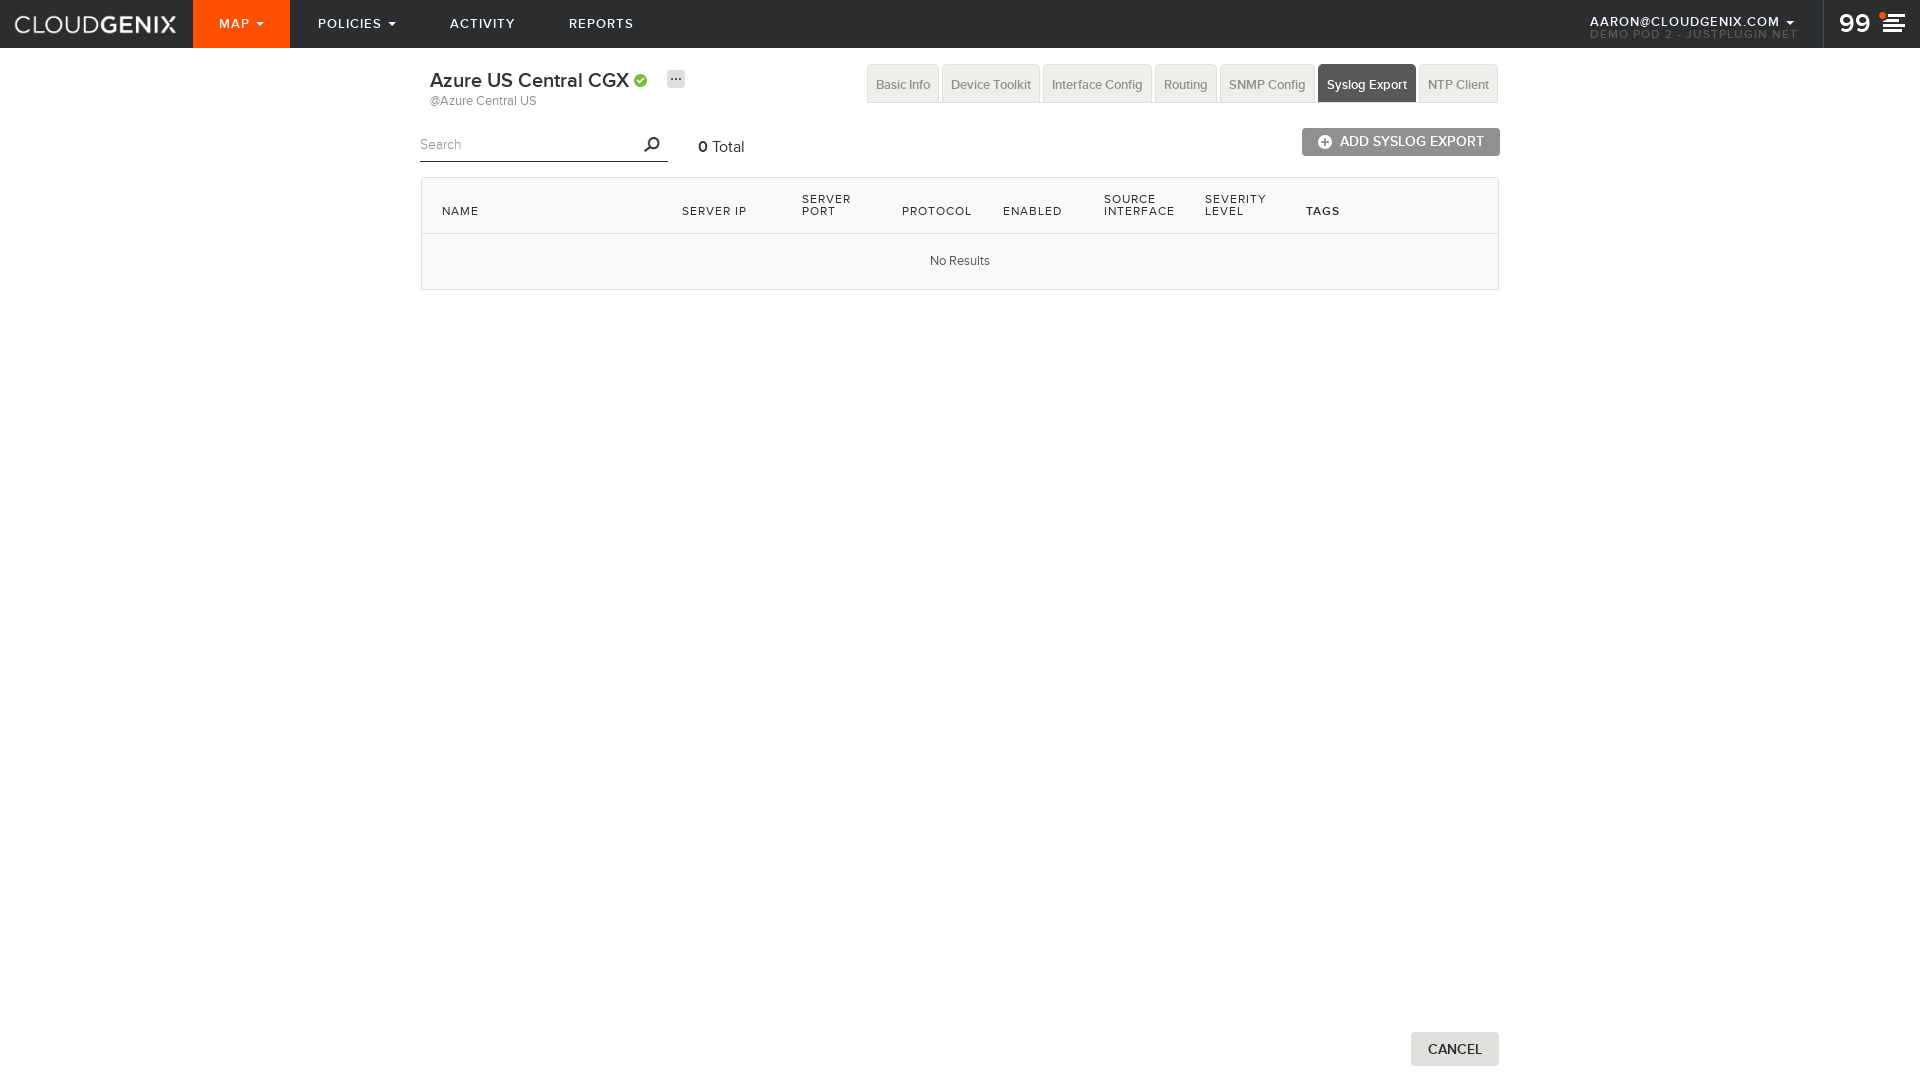 CLOUDGENIX
MAP
POLICIES
ACTIVITY
REPORTS
AARON@CLOUDGENIX.COM
DEMO POD 2 - JUSTPLUGIN.NET
99
Azure US Central CGX
@Azure Central US
Basic Info
Device Toolkit
Interface Config
Routing
SNMP Config
Syslog Export
NTP Client
Search
0 Total
ADD SYSLOG EXPORT
NAME
SERVER IP
SERVER
PORT
PROTOCOL
ENABLED
SOURCE
INTERFACE
SEVERITY
LEVEL
TAGS
No Results
CANCEL